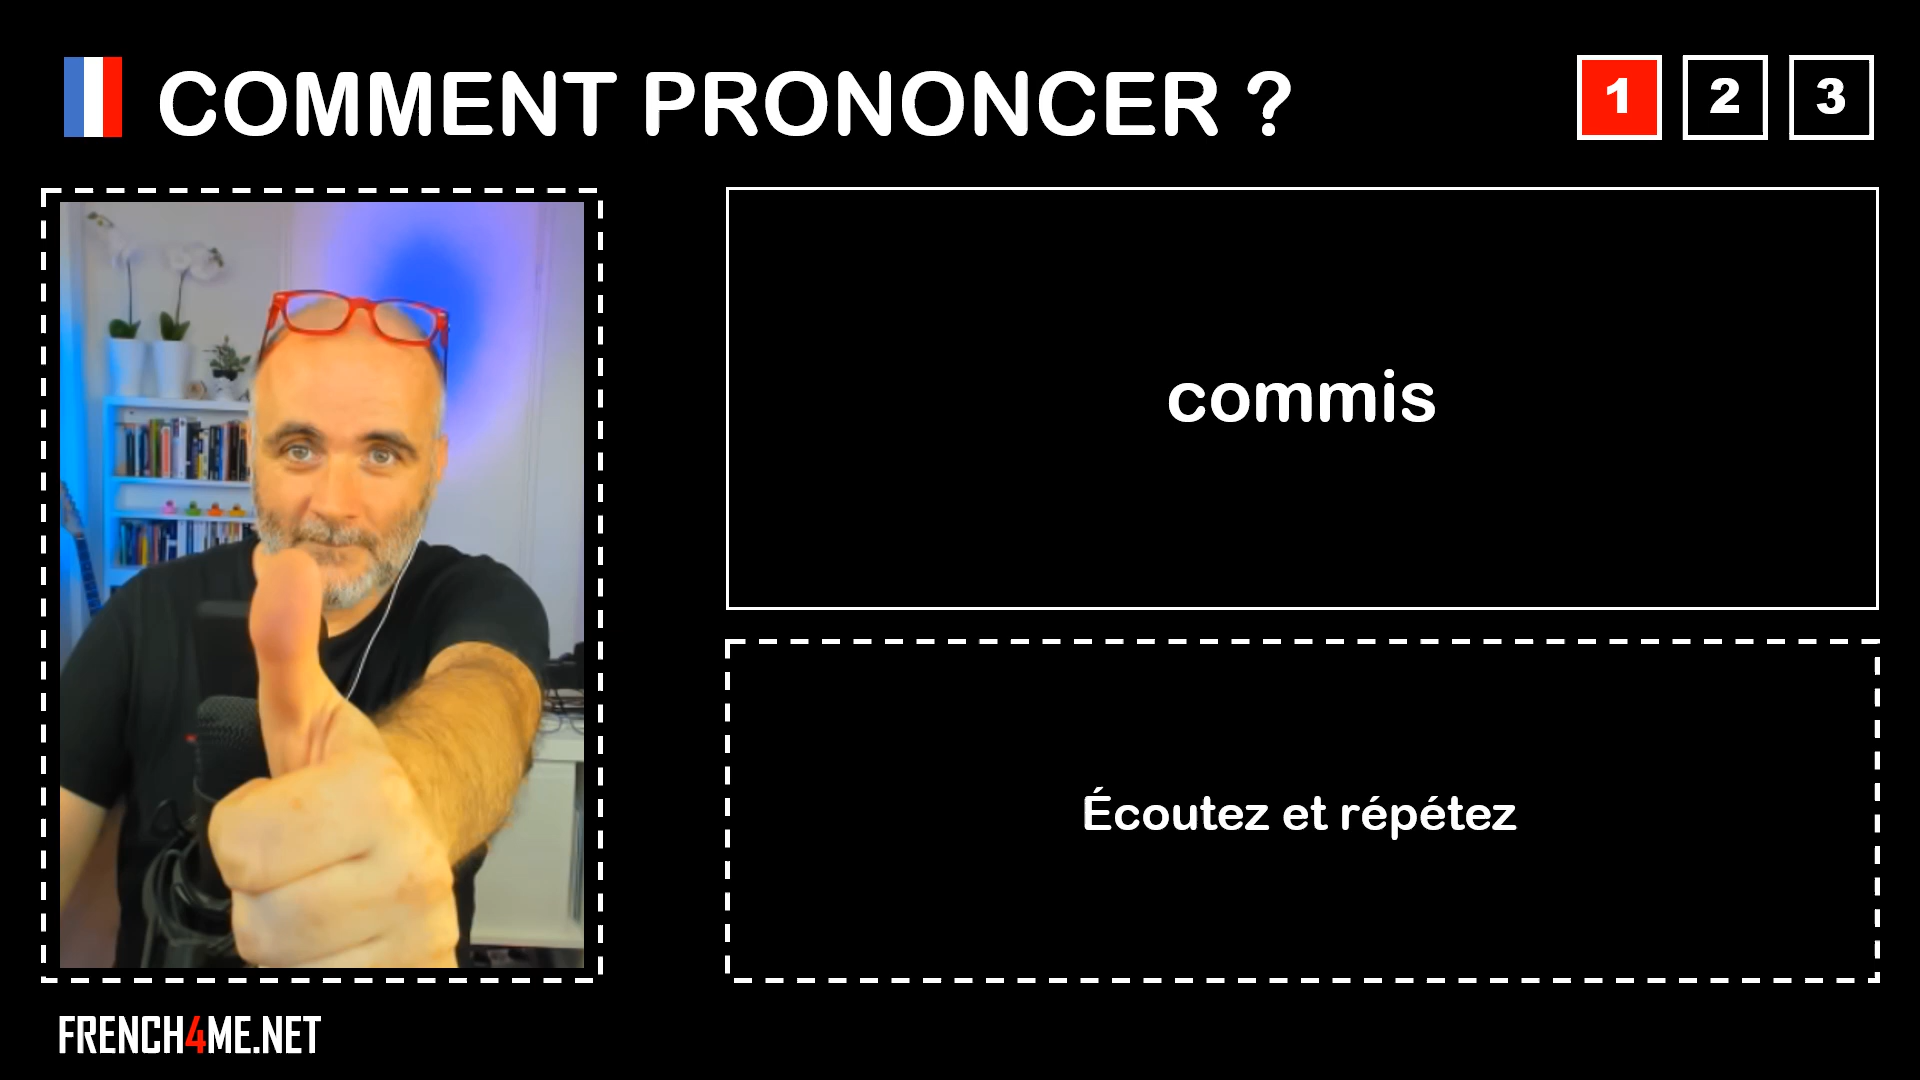 COMMENT PRONONCER ?
1 2 3
commis
Écoutez et répétez
FRENCH4ME.NET